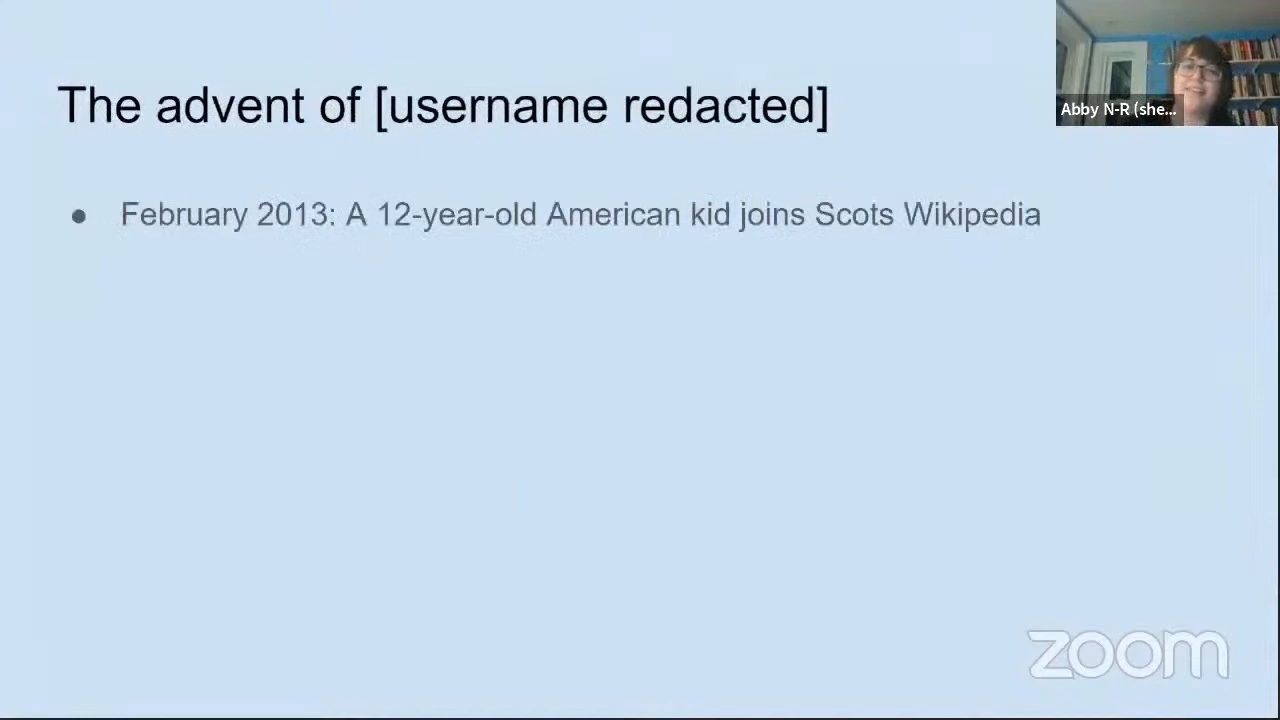 The advent of [username redacted]
Abby N-R (she...
● February 2013: A 12-year-old American kid joins Scots Wikipedia
zoom